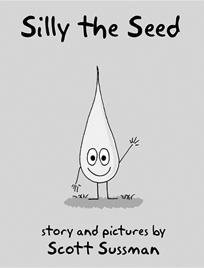 Silly the Seed
story and pictures by
Scott Sussman